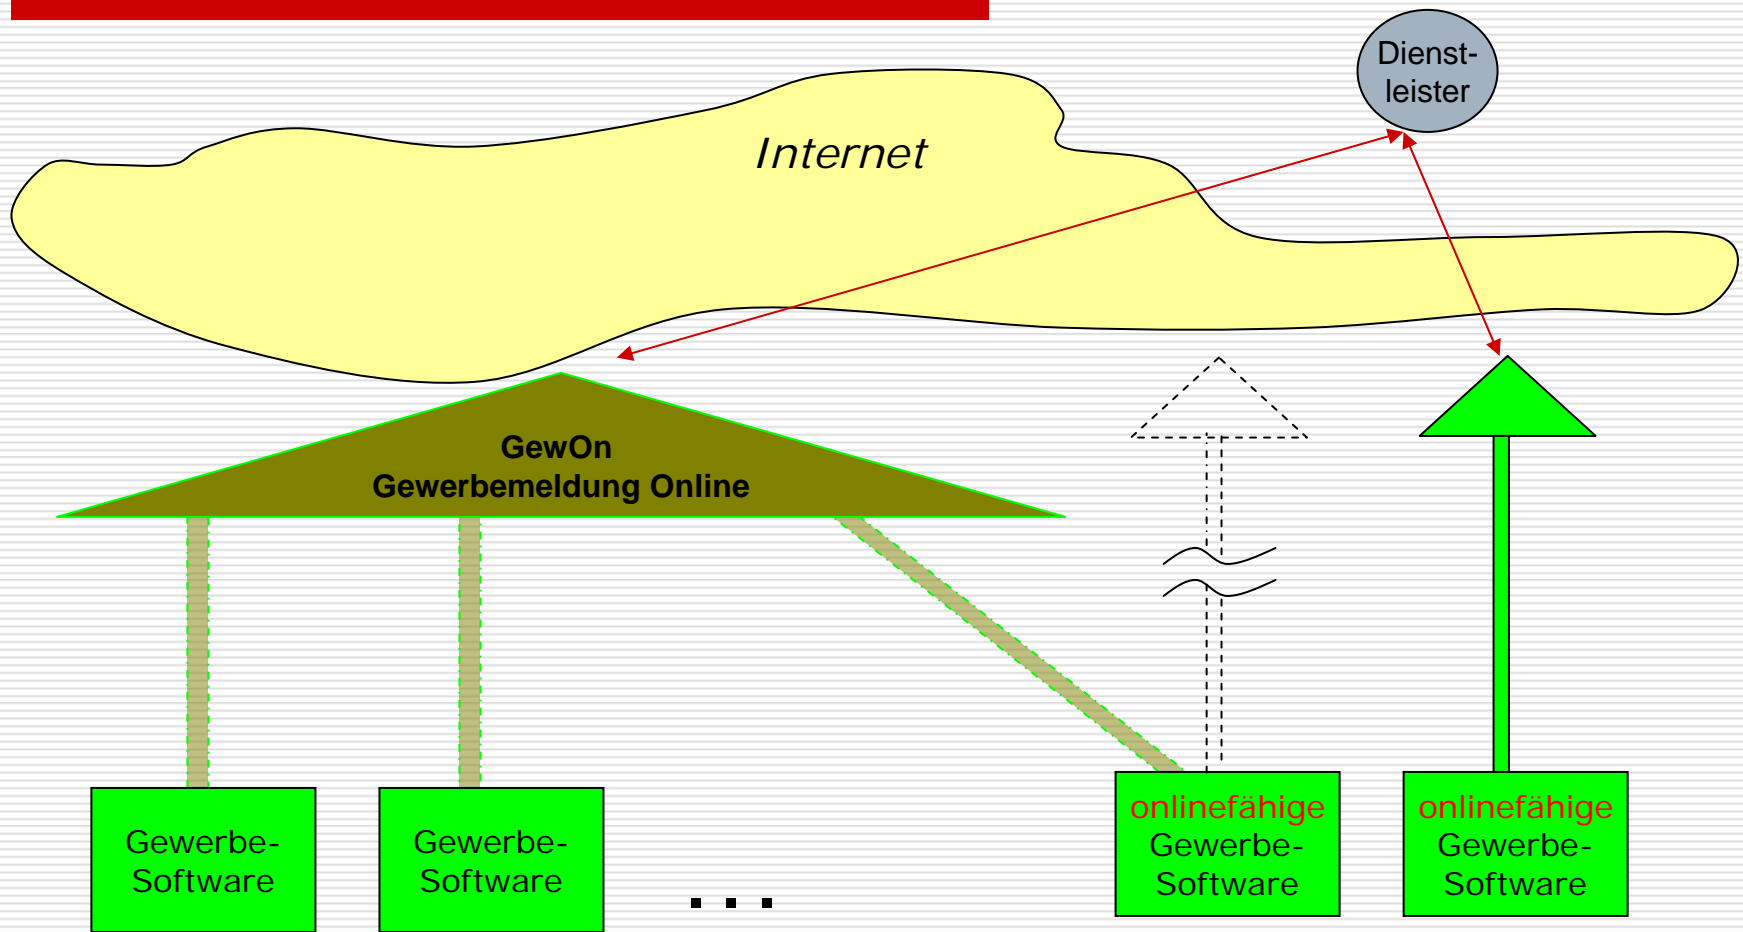 Dienst-
leister
Internet
GewOn
Gewerbemeldung Online
Gewerbe-
Software
Gewerbe-
Software
...
onlinefähige
Gewerbe-
Software
onlinefähige
Gewerbe-
Software